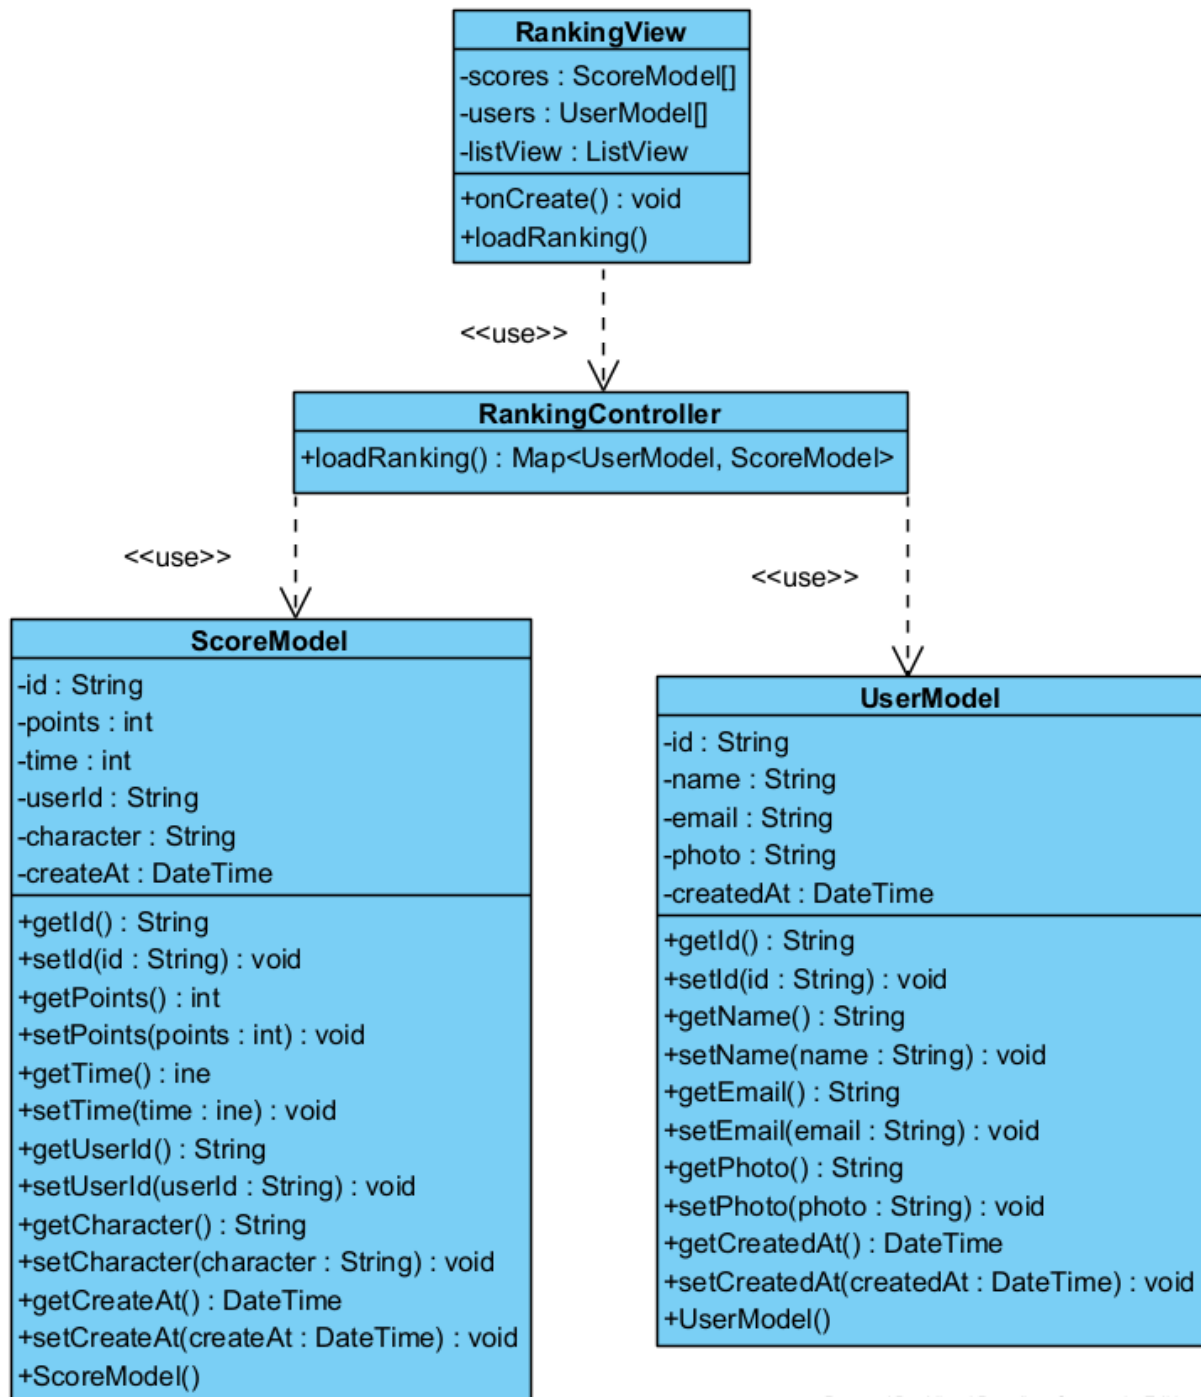 RankingView
-scores : ScoreModel[]
-users : UserModel[]
-listView : ListView
+onCreate() : void
+loadRanking()
<<use>>
RankingController
+loadRanking() : Map<UserModel, ScoreModel>
<<use>>
<<use>>
ScoreModel
-id : String
-points : int
-time : int
-userId : String
-character : String
-createAt : DateTime
+getId() : String
+setId(id : String) : void
+getPoints() : int
+setPoints(points : int) : void
+getTime() : ine
+setTime(time : ine) : void
+getUserId() : String
+setUserId(userId : String) : void
+getCharacter() : String
+setCharacter(character : String) : void
+getCreateAt() : DateTime
+setCreateAt(createAt : DateTime) : void
+ScoreModel()
UserModel
-id : String
-name : String
-email : String
-photo : String
-createdAt : DateTime
+getId() : String
+setId(id : String) : void
+getName() : String
+setName(name : String) : void
+getEmail() : String
+setEmail(email : String) : void
+getPhoto() : String
+setPhoto(photo : String) : void
+getCreatedAt() : DateTime
+setCreatedAt(createdAt : DateTime) : void
+UserModel()